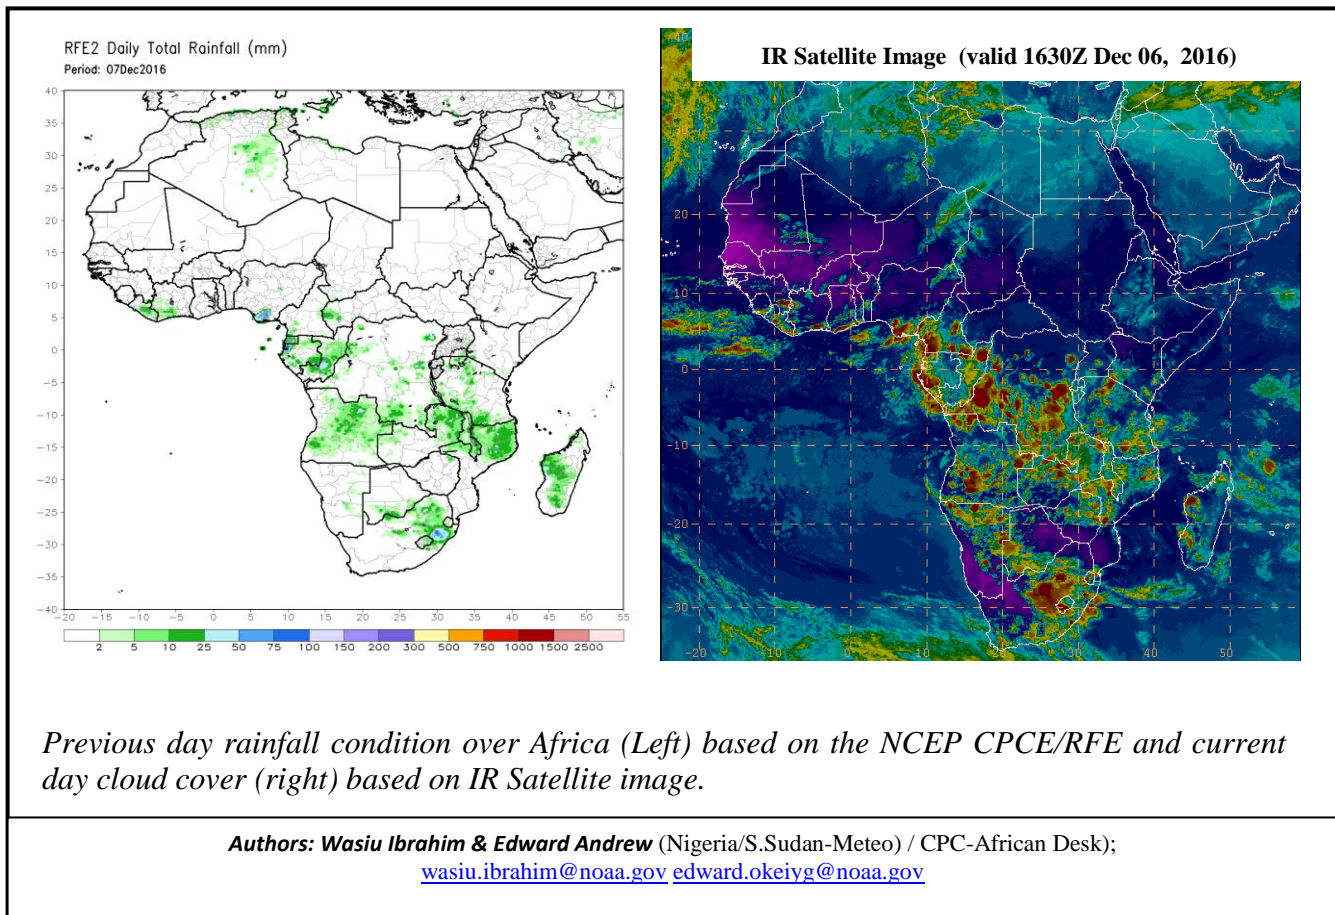 RFE2 Daily Total Rainfall (mm)
Period: 07Dec2016
40
35
30
25
20
15
10
5
0
−5
−10
−15
−20
−25
−30
−35
−40
−20 −15 −10 −5 0 5 10 15 20 25 30 35 40 45 50 55
2 5 10 25 50 75 100 150 200 300 500 750 1000 1500 2500
IR Satellite Image (valid 1630Z Dec 06, 2016)
40
20
10
0
10
20
30
-20 -10 0 10 20 30 40 50
Previous day rainfall condition over Africa (Left) based on the NCEP CPCE/RFE and current
day cloud cover (right) based on IR Satellite image.
Authors: Wasiu Ibrahim & Edward Andrew (Nigeria/S.Sudan-Meteo) / CPC-African Desk);
wasiu.ibrahim@noaa.gov edward.okeiyg@noaa.gov